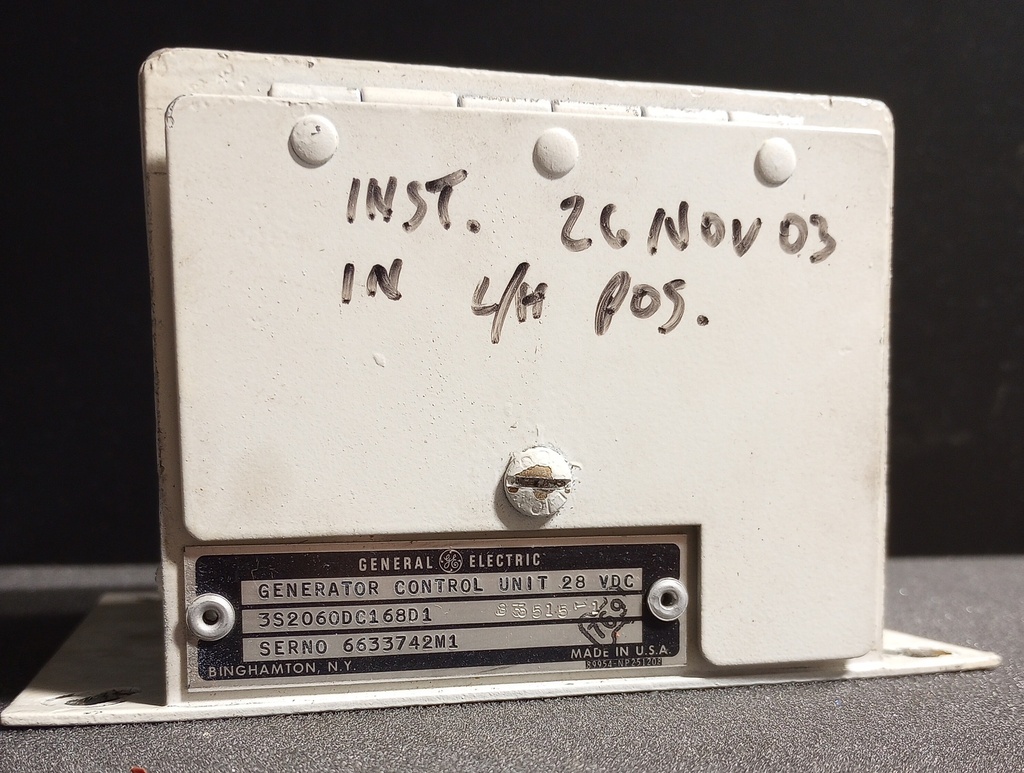 INST. 26 NOV 03
IN L/H POS.
GENERAL GE ELECTRIC
GENERATOR CONTROL UNIT 28 VDC
3S2060DC168D1
SERNO 6633742M1
BINGHAMTON, N.Y.
MADE IN U.S.A.